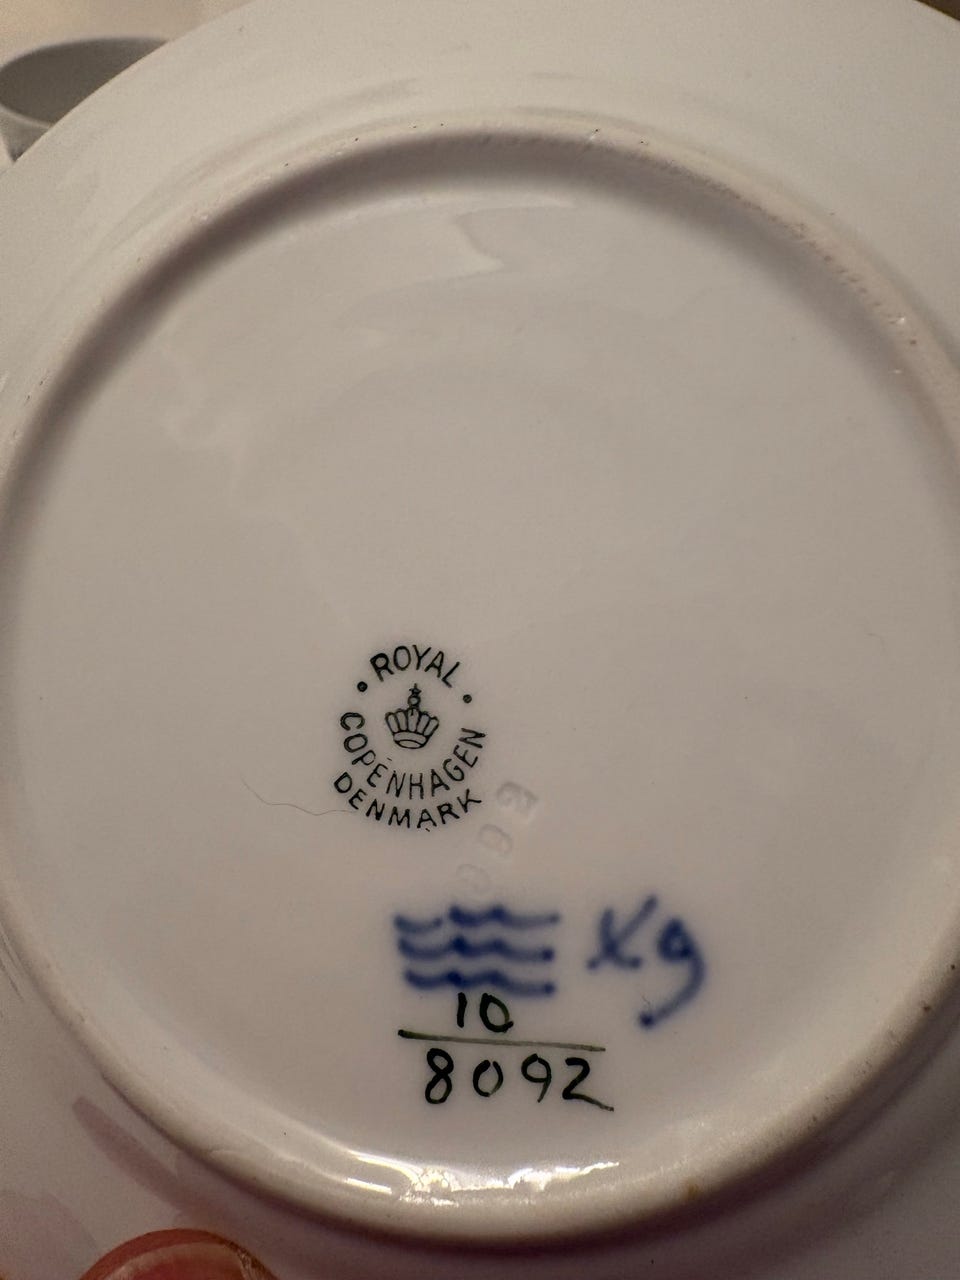 ROYAL
COPENHAGEN
DENMARK
10
8092